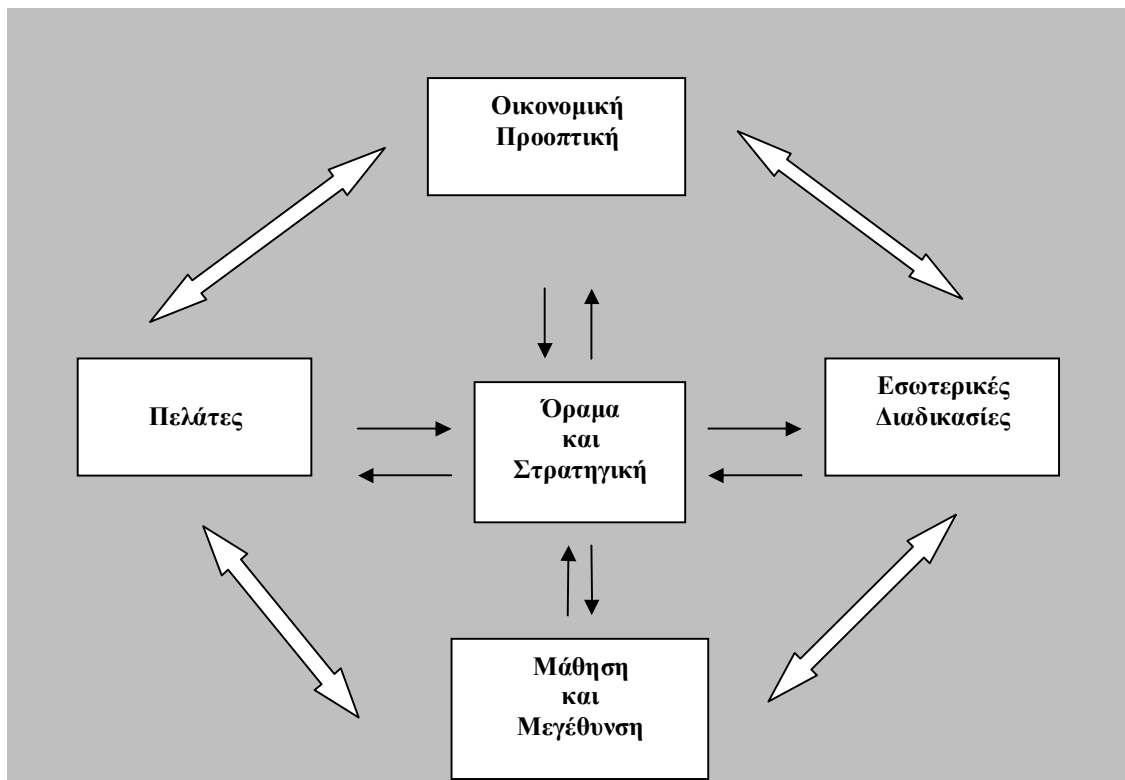 Οικονομική
Προοπτική
Πελάτες
Όραμα
και
Στρατηγική
Εσωτερικές
Διαδικασίες
Μάθηση
και
Μεγέθυνση